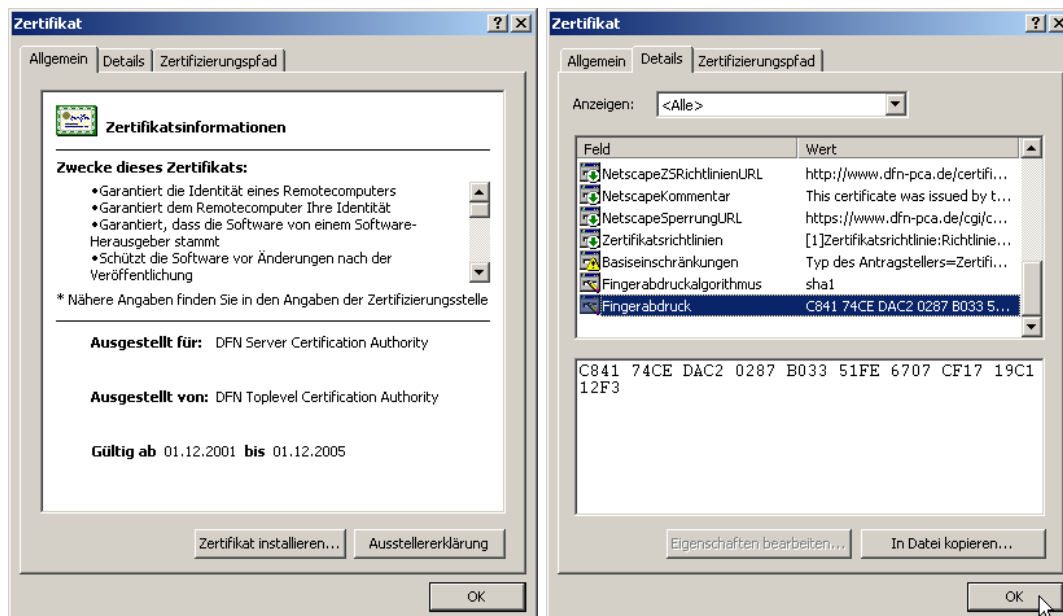 Zertifikat
Allgemein Details Zertifizierungspfad
Zertifikatsinformationen
Zwecke dieses Zertifikats:
•Garantiert die Identität eines Remotecomputers
•Garantiert dem Remotecomputer Ihre Identität
•Garantiert, dass die Software von einem Software-
Herausgeber stammt
•Schützt die Software vor Änderungen nach der
Veröffentlichung
* Nähere Angaben finden Sie in den Angaben der Zertifizierungsstelle
Ausgestellt für: DFN Server Certification Authority
Ausgestellt von: DFN Toplevel Certification Authority
Gültig ab 01.12.2001 bis 01.12.2005
Zertifikat installieren... Ausstellererklärung
OK
Zertifikat
Allgemein Details Zertifizierungspfad
Anzeigen: <Alle>
Feld Wert
NetscapeZSRichtlinienURL http://www.dfn-pca.de/certifi...
NetscapeKommentar This certificate was issued by t...
NetscapeSperrungURL https://www.dfn-pca.de/cgi/c...
Zertifikatsrichtlinien [1]Zertifikatsrichtlinie:Richtlinie...
Basiseinschränkungen Typ des Antragstellers=Zertifi...
Fingerabdruckalgorithmus sha1
Fingerabdruck C841 74CE DAC2 0287 B033 5...
C841 74CE DAC2 0287 B033 51FE 6707 CF17 19C1
12F3
Eigenschaften bearbeiten... In Datei kopieren...
OK